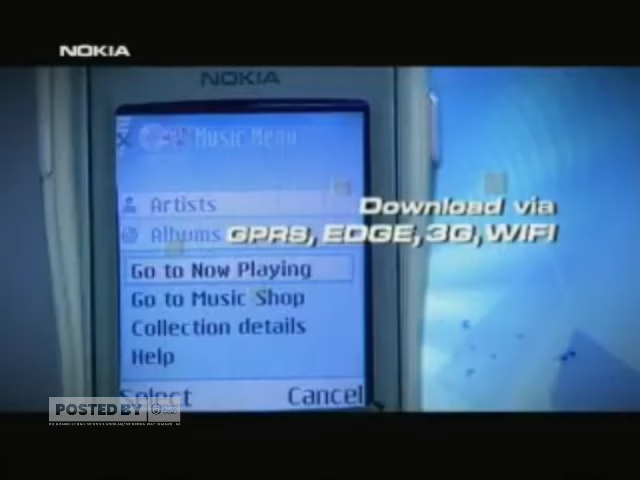 NOKIA
NOKIA
Music Menu
Artists
Albums
Download via
GPRS, EDGE, 3G, WIFI
Go to Now Playing
Go to Music Shop
Collection details
Help
Select
Cancel
POSTED BY